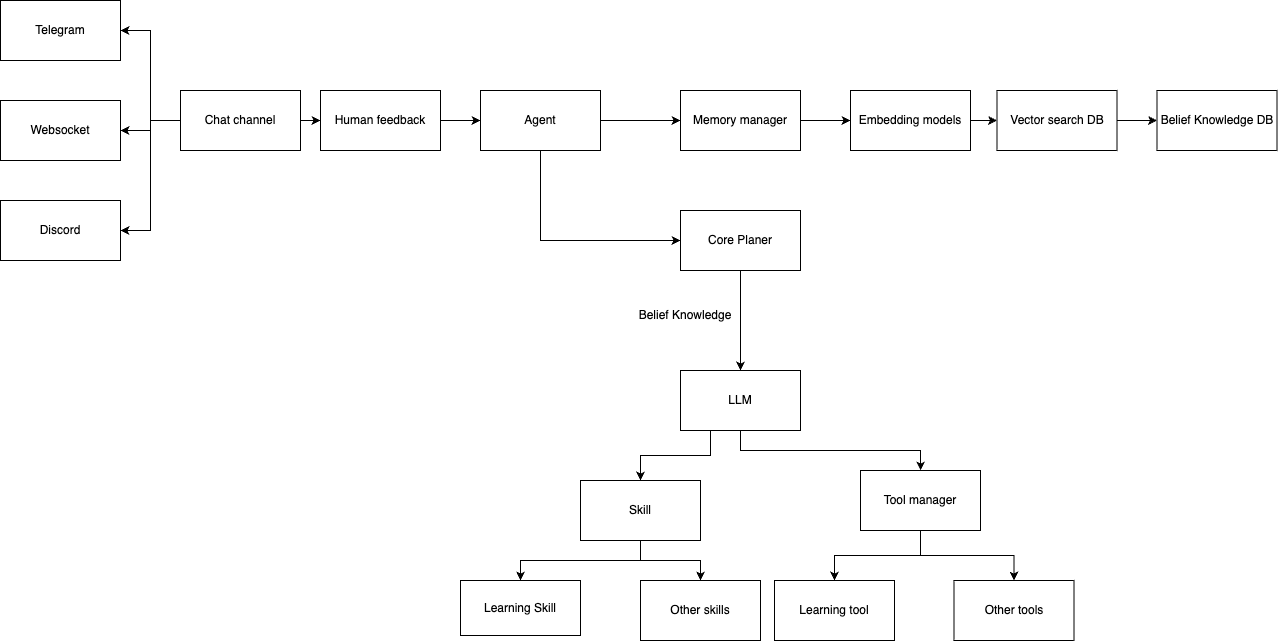 Telegram
Websocket
Discord
Chat channel
Human feedback
Agent
Memory manager
Embedding models
Vector search DB
Belief Knowledge DB
Core Planer
Belief Knowledge
LLM
Skill
Tool manager
Learning Skill
Other skills
Learning tool
Other tools